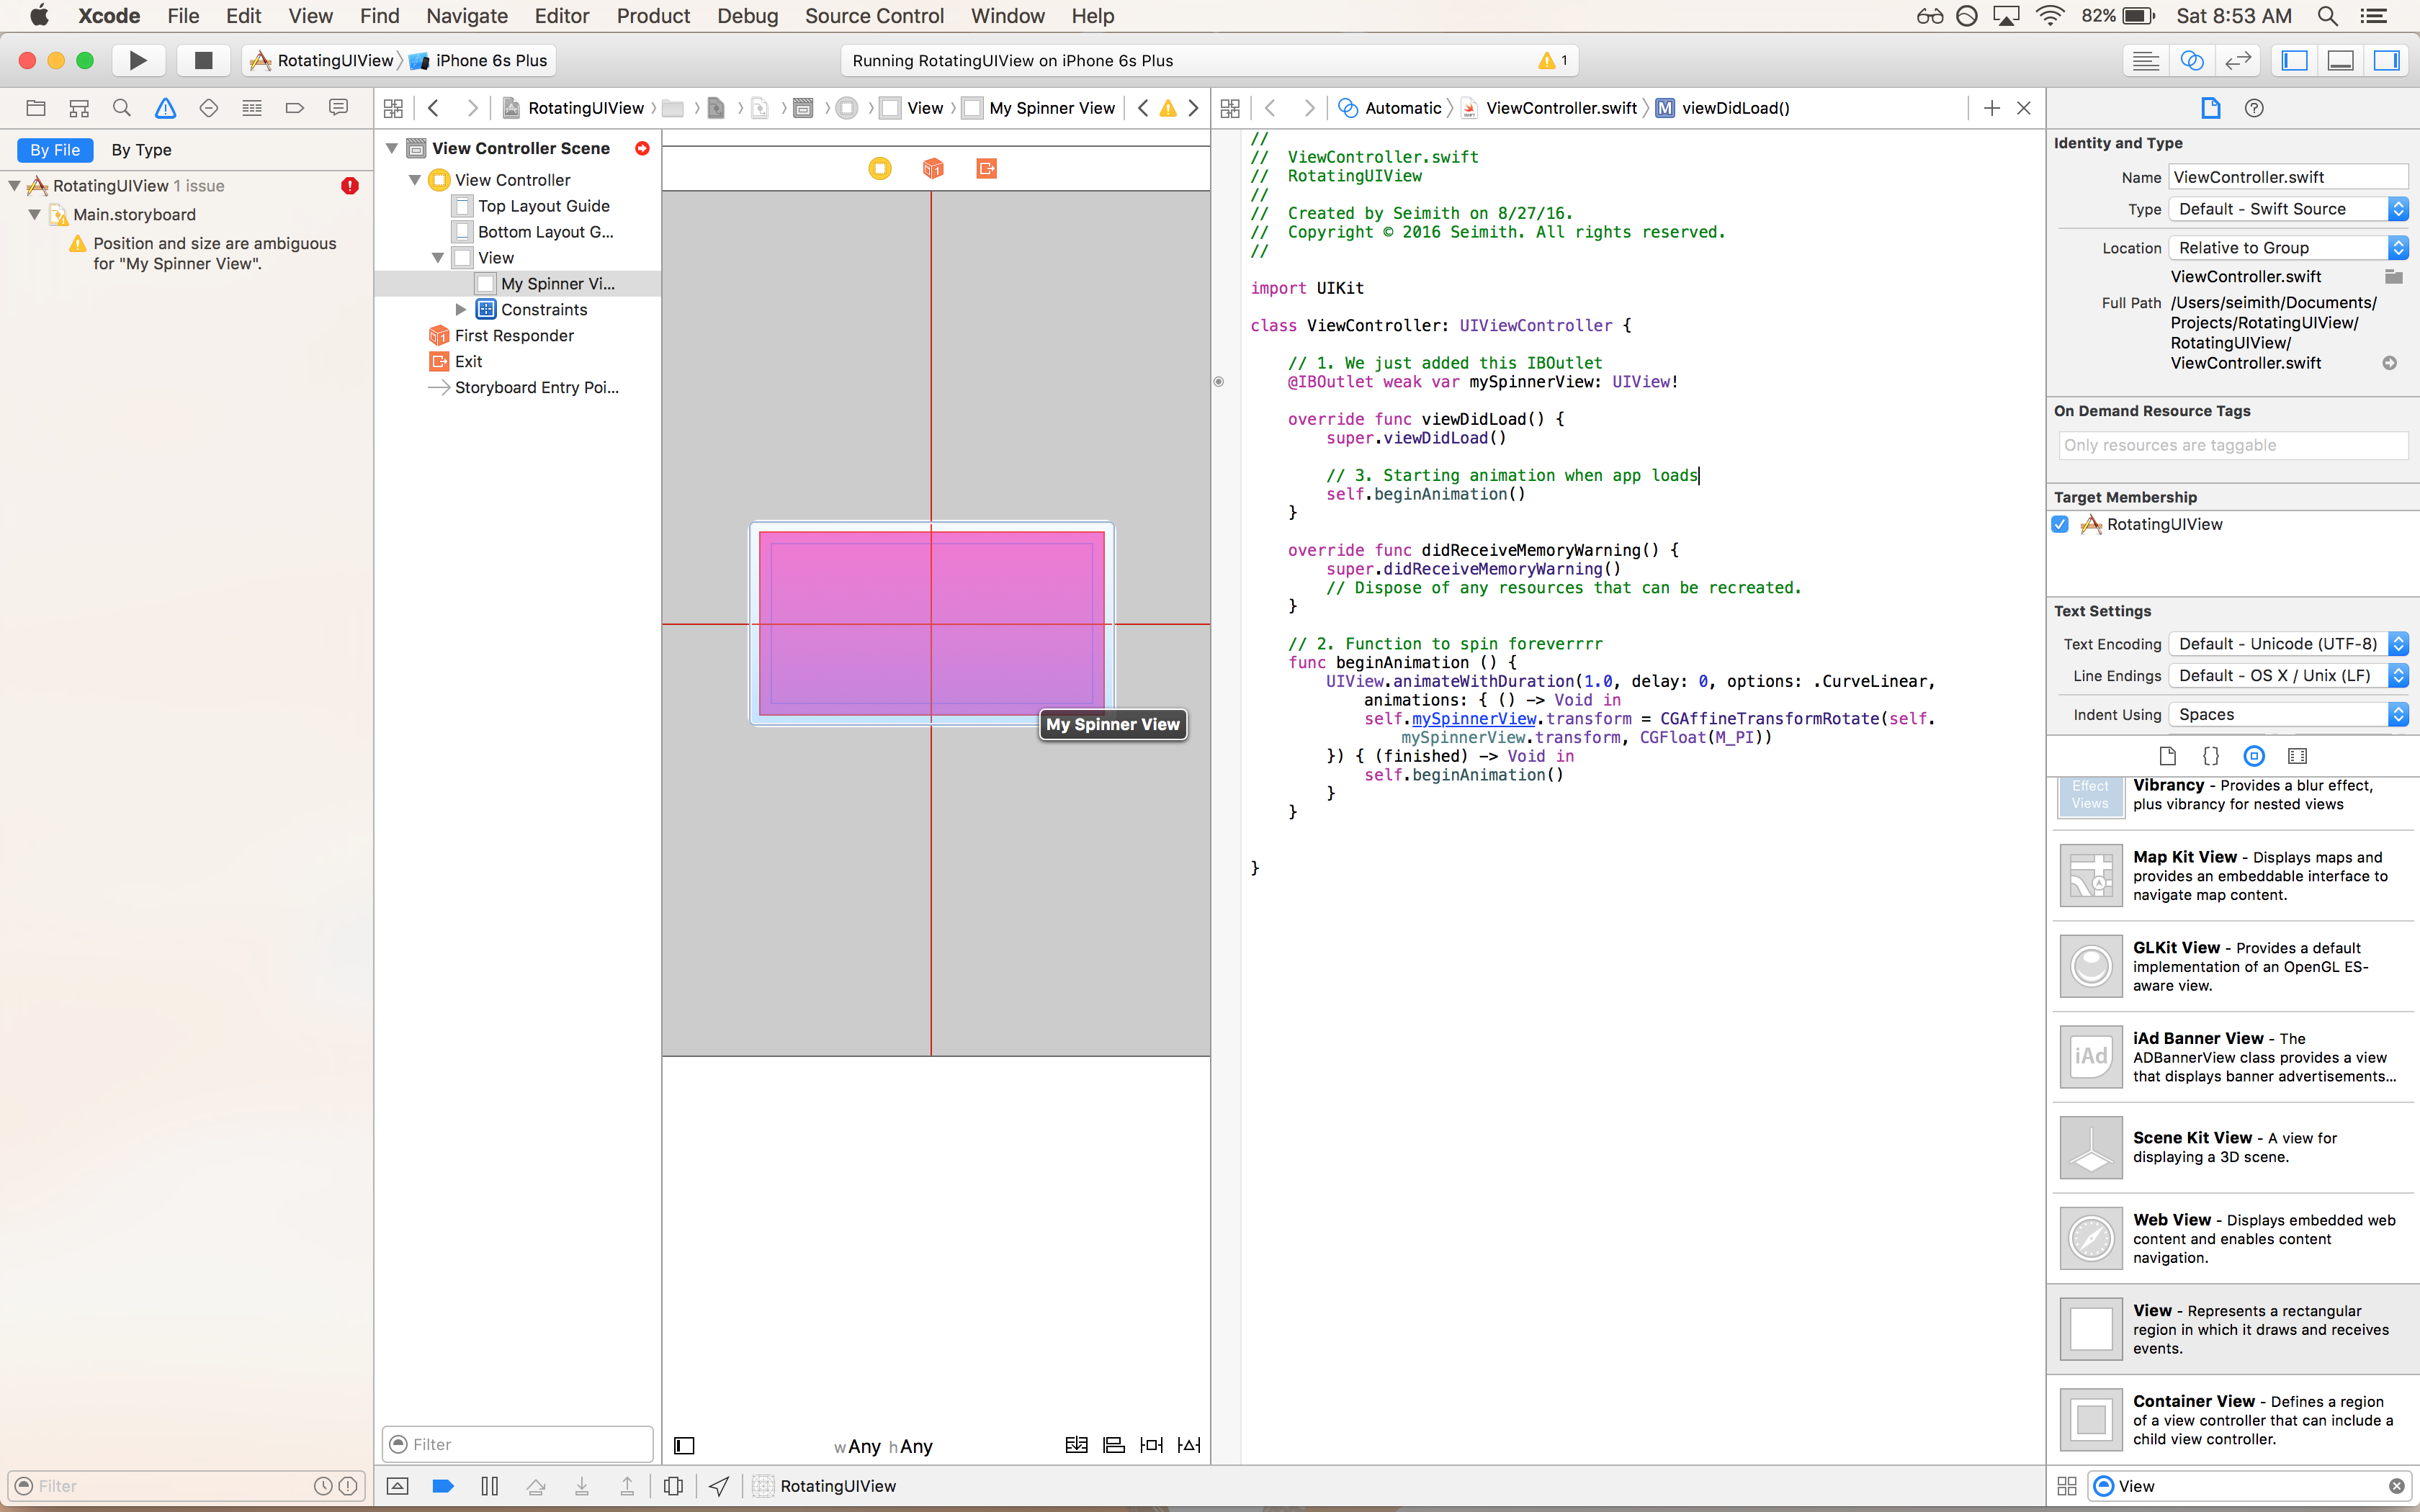 Xcode File Edit View Find Navigate Editor Product Debug Source Control Window Help
82% Sat 8:53 AM
RotatingUIView iPhone 6s Plus
Running RotatingUIView on iPhone 6s Plus
1
By File By Type
RotatingUIView 1 issue
Main.storyboard
Position and size are ambiguous
for "My Spinner View".
Filter
RotatingUIView View My Spinner View
View Controller Scene
View Controller
Top Layout Guide
Bottom Layout G...
View
My Spinner Vi...
Constraints
First Responder
Exit
Storyboard Entry Poi...
Filter
My Spinner View
wAny hAny
RotatingUIView
Automatic ViewController.swift M viewDidLoad()
//
//  ViewController.swift
//  RotatingUIView
//
//  Created by Seimith on 8/27/16.
//  Copyright © 2016 Seimith. All rights reserved.
//
import UIKit
class ViewController: UIViewController {
// 1. We just added this IBOutlet
@IBOutlet weak var mySpinnerView: UIView!
override func viewDidLoad() {
super.viewDidLoad()
// 3. Starting animation when app loads
self.beginAnimation()
}
override func didReceiveMemoryWarning() {
super.didReceiveMemoryWarning()
// Dispose of any resources that can be recreated.
}
// 2. Function to spin foreverrrr
func beginAnimation () {
UIView.animateWithDuration(1.0, delay: 0, options: .CurveLinear,
animations: { () -> Void in
self.mySpinnerView.transform = CGAffineTransformRotate(self.
mySpinnerView.transform, CGFloat(M_PI))
}) { (finished) -> Void in
self.beginAnimation()
}
}
}
Identity and Type
Name ViewController.swift
Type Default - Swift Source
Location Relative to Group
ViewController.swift
Full Path /Users/seimith/Documents/
Projects/RotatingUIView/
RotatingUIView/
ViewController.swift
On Demand Resource Tags
Only resources are taggable
Target Membership
RotatingUIView
Text Settings
Text Encoding Default - Unicode (UTF-8)
Line Endings Default - OS X / Unix (LF)
Indent Using Spaces
Effect
Views
Vibrancy - Provides a blur effect,
plus vibrancy for nested views
Map Kit View - Displays maps and
provides an embeddable interface to
navigate map content.
GLKit View - Provides a default
implementation of an OpenGL ES-
aware view.
iAd
iAd Banner View - The
ADBannerView class provides a view
that displays banner advertisements...
Scene Kit View - A view for
displaying a 3D scene.
Web View - Displays embedded web
content and enables content
navigation.
View - Represents a rectangular
region in which it draws and receives
events.
Container View - Defines a region
of a view controller that can include a
child view controller.
View